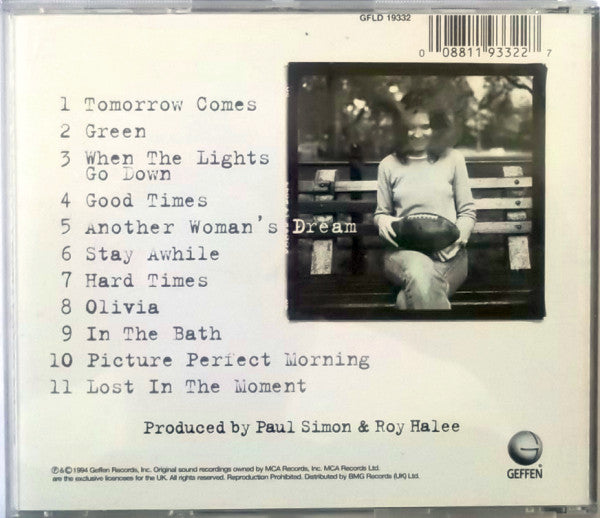 GFLD 19332
0 08811 93322 7
1 Tomorrow Comes
2 Green
3 When The Lights
Go Down
4 Good Times
5 Another Woman's Dream
6 Stay Awhile
7 Hard Times
8 Olivia
9 In The Bath
10 Picture Perfect Morning
11 Lost In The Moment
Produced by Paul Simon & Roy Halee
℗&©1994 Geffen Records, Inc. Original sound recordings owned by MCA Records, Inc. MCA Records Ltd.
are the exclusive licencees for the UK. All rights reserved. Reproduction Prohibited. Distributed by BMG Records (UK) Ltd.
GEFFEN